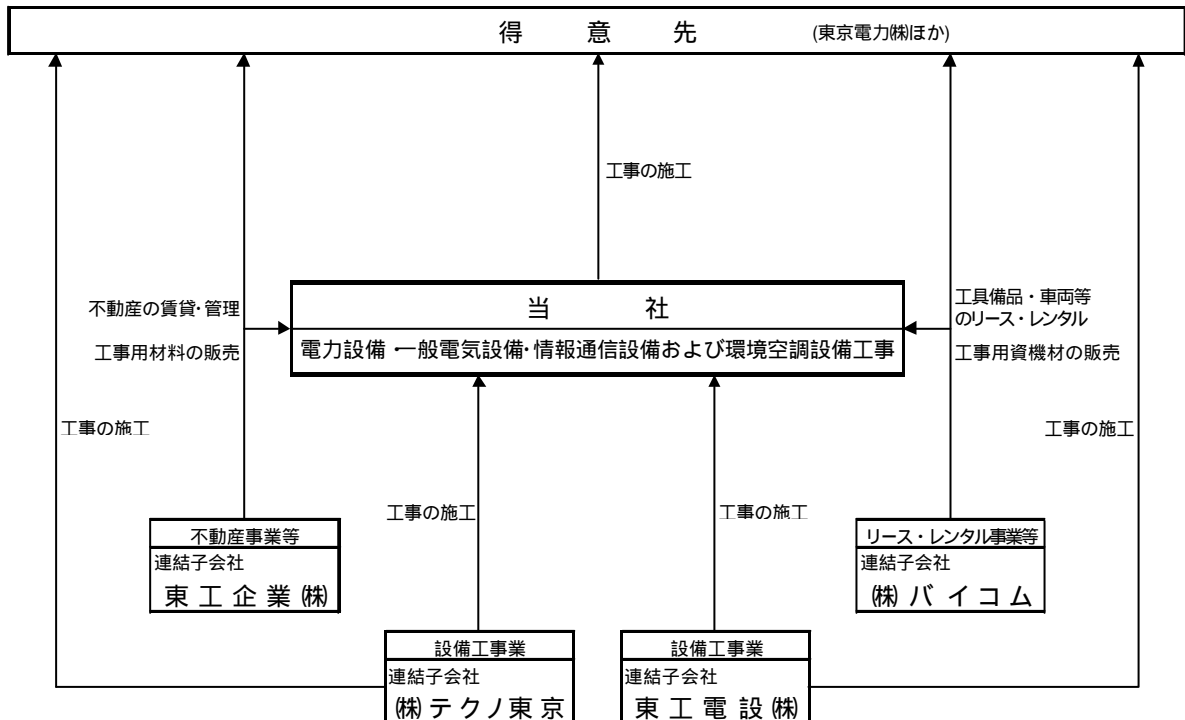 得意先 (東京電力㈱ほか)
工事の施工
不動産の賃貸・管理
工事用材料の販売
当社
電力設備・一般電気設備・情報通信設備および環境空調設備工事
工具備品・車両等
のリース・レンタル
工事用資機材の販売
工事の施工
工事の施工
工事の施工
工事の施工
不動産事業等
連結子会社
東工企業㈱
リース・レンタル事業等
連結子会社
㈱バイコム
設備工事業
連結子会社
㈱テクノ東京
設備工事業
連結子会社
東工電設㈱